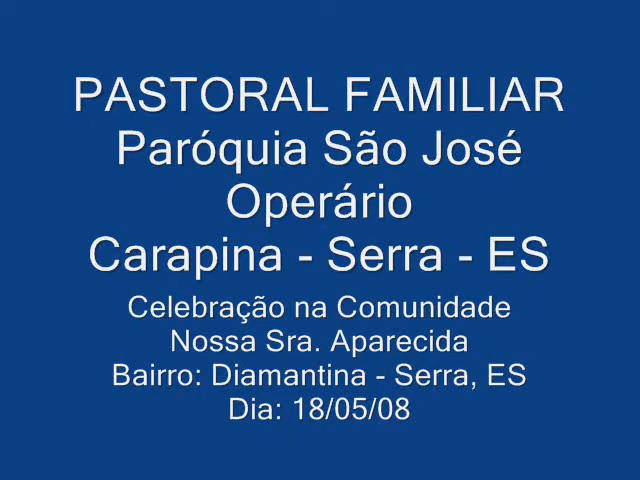 PASTORAL FAMILIAR
Paróquia São José
Operário
Carapina - Serra - ES
Celebração na Comunidade
Nossa Sra. Aparecida
Bairro: Diamantina - Serra, ES
Dia: 18/05/08